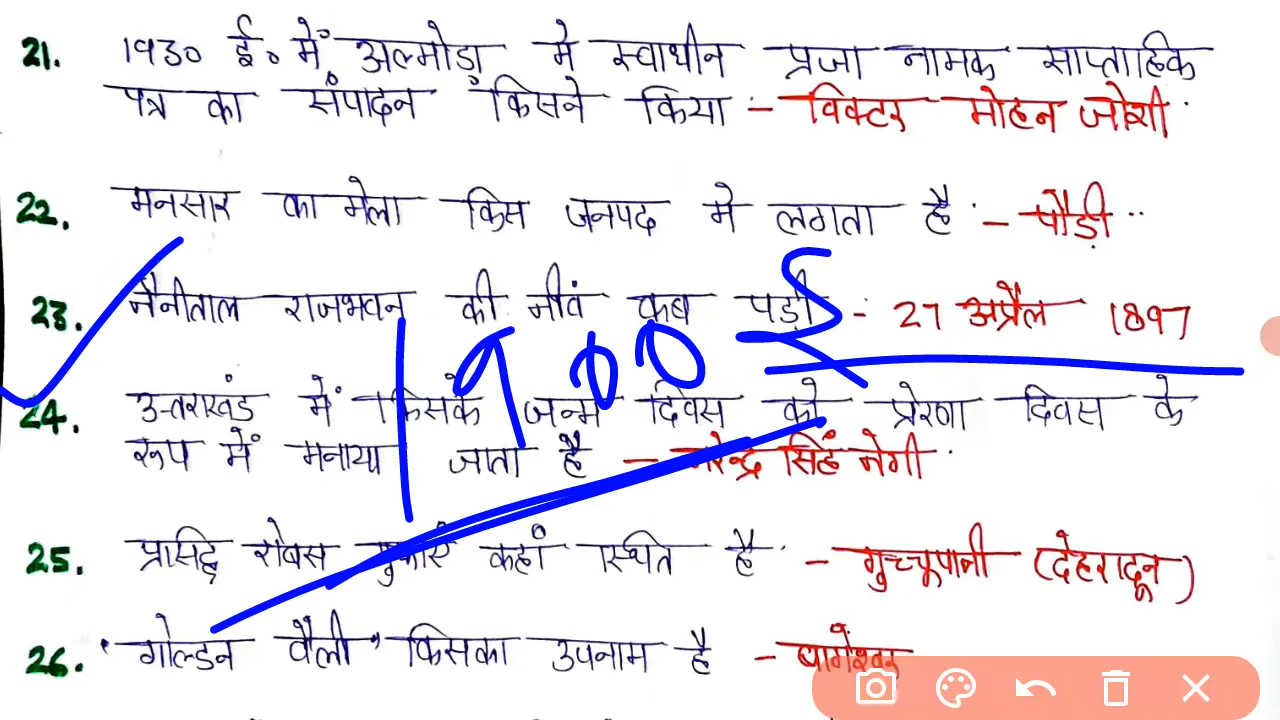 21. 1930 ई० में अल्मोड़ा मे स्वाधीन प्रजा नामक साप्ताहिक
पत्र का संपादन किसने किया - विक्टर मोहन जोशी
22. मनसार का मेला किस जनपद मे लगता है - पौड़ी
23. नैनीताल राजभवन की नीवं कब पड़ी - 27 अप्रैल 1897
1900 ई
24. उत्तराखंड में किसके जन्म दिवस को प्रेरणा दिवस के
रूप में मनाया जाता है - नरेन्द्र सिहं नेगी
25. प्रासिद्ध रोबस गुफाएं कहां स्थित है - गुच्चूपानी (देहरादून)
26. "गोल्डन वैली" किसका उपनाम है - बागेश्वर